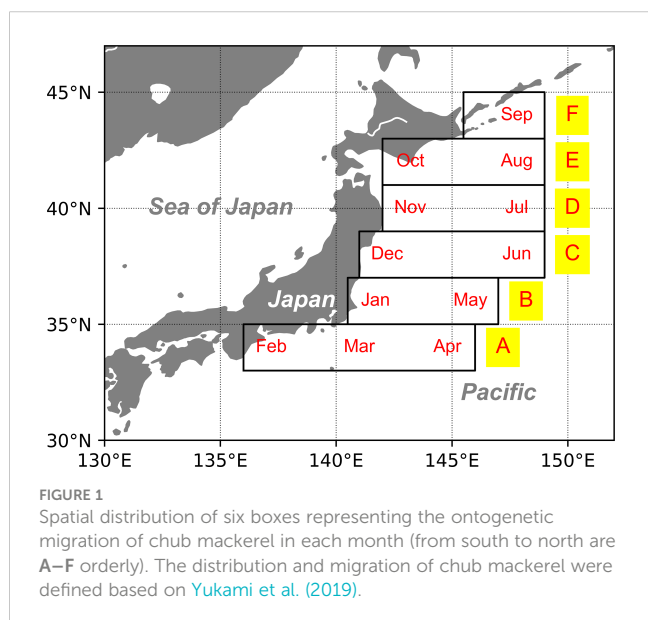 45°N
Sep
F
Oct
Aug
E
Sea of Japan
40°N
Nov
Jul
D
Dec
Jun
C
Japan
Jan
May
B
35°N
Feb
Mar
Apr
A
Pacific
30°N
130°E
135°E
140°E
145°E
150°E
FIGURE 1
Spatial distribution of six boxes representing the ontogenetic
migration of chub mackerel in each month (from south to north are
A–F orderly). The distribution and migration of chub mackerel were
defined based on Yukami et al. (2019).